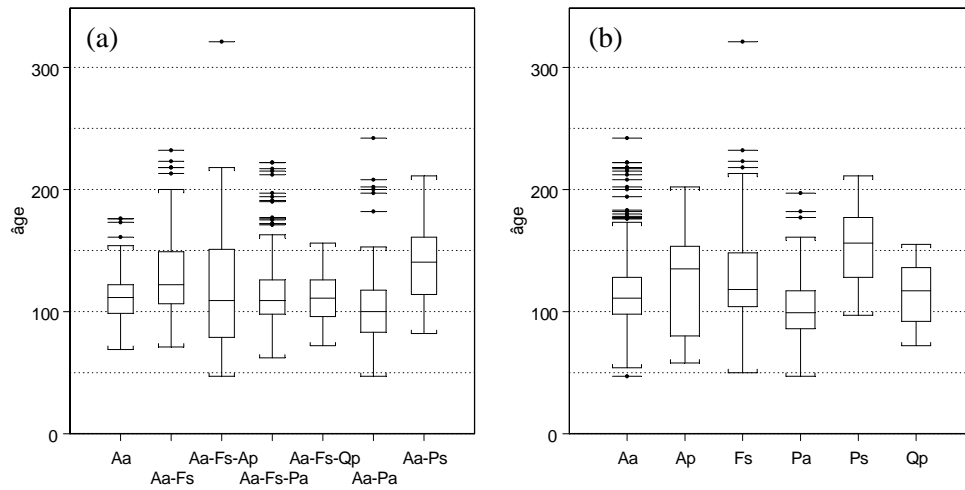 (a)
300
200
100
0
âge
Aa Aa-Fs-Ap Aa-Fs-Qp Aa-Ps
Aa-Fs Aa-Fs-Pa Aa-Pa
(b)
300
200
100
0
âge
Aa Ap Fs Pa Ps Qp